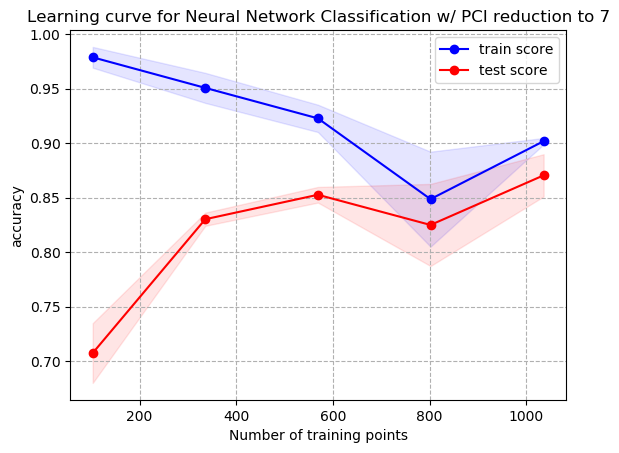 Learning curve for Neural Network Classification w/ PCI reduction to 7
train score
test score
1.00
0.95
0.90
0.85
0.80
0.75
0.70
accuracy
200
400
600
800
1000
Number of training points